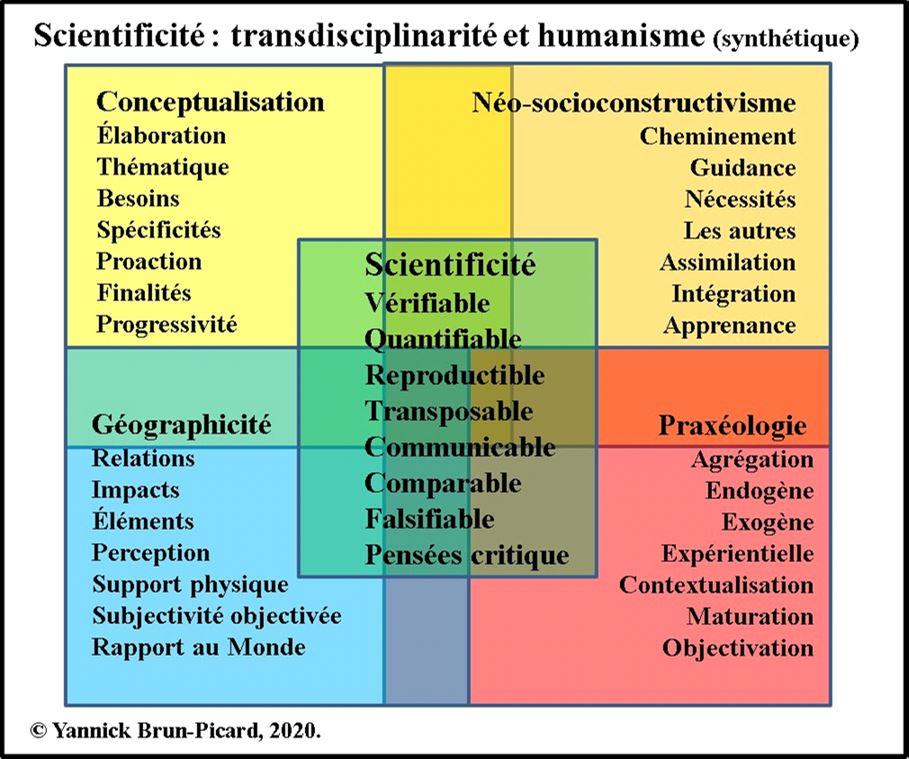 Scientificité : transdisciplinarité et humanisme (synthétique)
Conceptualisation
Élaboration
Thématique
Besoins
Spécificités
Proaction
Finalités
Progressivité
Néo-socioconstructivisme
Cheminement
Guidance
Nécessités
Les autres
Assimilation
Intégration
Apprenance
Scientificité
Vérifiable
Quantifiable
Reproductible
Transposable
Communicable
Comparable
Falsifiable
Pensées critique
Géographicité
Relations
Impacts
Éléments
Perception
Support physique
Subjectivité objectivée
Rapport au Monde
Praxéologie
Agrégation
Endogène
Exogène
Expérientielle
Contextualisation
Maturation
Objectivation
© Yannick Brun-Picard, 2020.